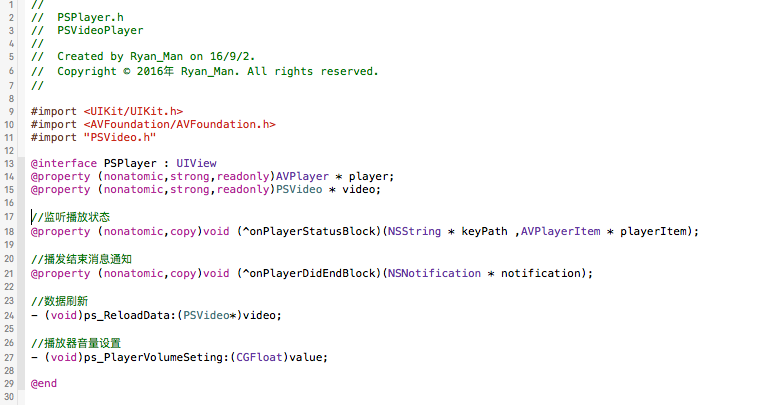 1 //
2 //  PSPlayer.h
3 //  PSVideoPlayer
4 //
5 //  Created by Ryan_Man on 16/9/2.
6 //  Copyright © 2016年 Ryan_Man. All rights reserved.
7 //
8
9 #import <UIKit/UIKit.h>
10 #import <AVFoundation/AVFoundation.h>
11 #import "PSVideo.h"
12
13 @interface PSPlayer : UIView
14 @property (nonatomic,strong,readonly)AVPlayer * player;
15 @property (nonatomic,strong,readonly)PSVideo * video;
16
17 //监听播放状态
18 @property (nonatomic,copy)void (^onPlayerStatusBlock)(NSString * keyPath ,AVPlayerItem * playerItem);
19
20 //播发结束消息通知
21 @property (nonatomic,copy)void (^onPlayerDidEndBlock)(NSNotification * notification);
22
23 //数据刷新
24 - (void)ps_ReloadData:(PSVideo*)video;
25
26 //播放器音量设置
27 - (void)ps_PlayerVolumeSeting:(CGFloat)value;
28
29 @end
30